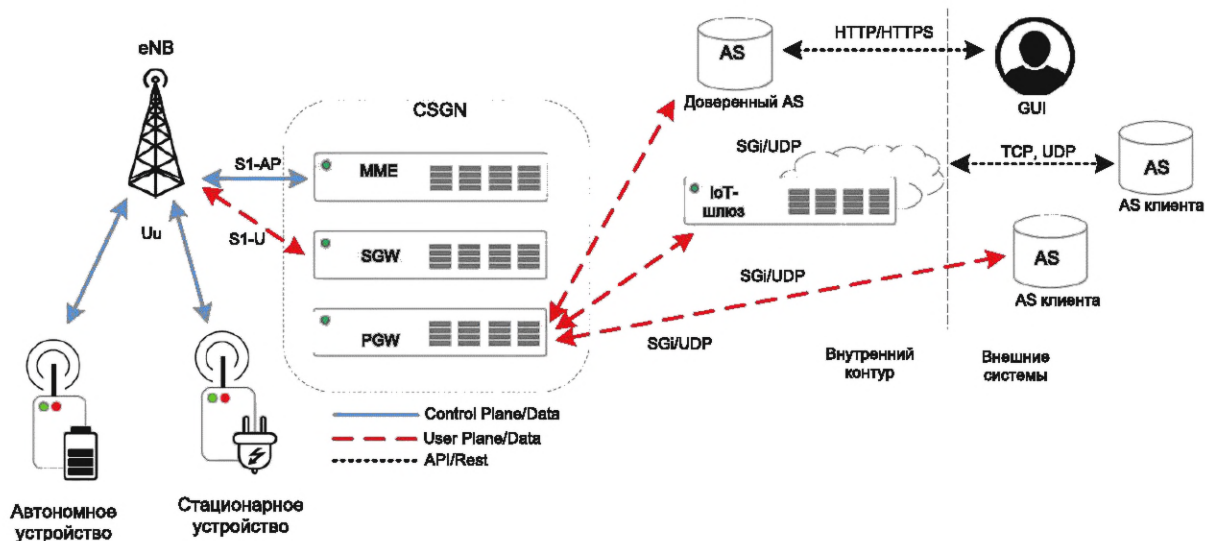 eNB
CSGN
S1-AP
MME
S1-U
SGW
PGW
Uu
AS
Доверенный AS
HTTP/HTTPS
GUI
SGi/UDP
TCP, UDP
AS
AS клиента
IoT-
шлюз
SGi/UDP
AS
AS клиента
SGi/UDP
Внутренний
контур
Внешние
системы
Control Plane/Data
User Plane/Data
API/Rest
Автономное
устройство
Стационарное
устройство